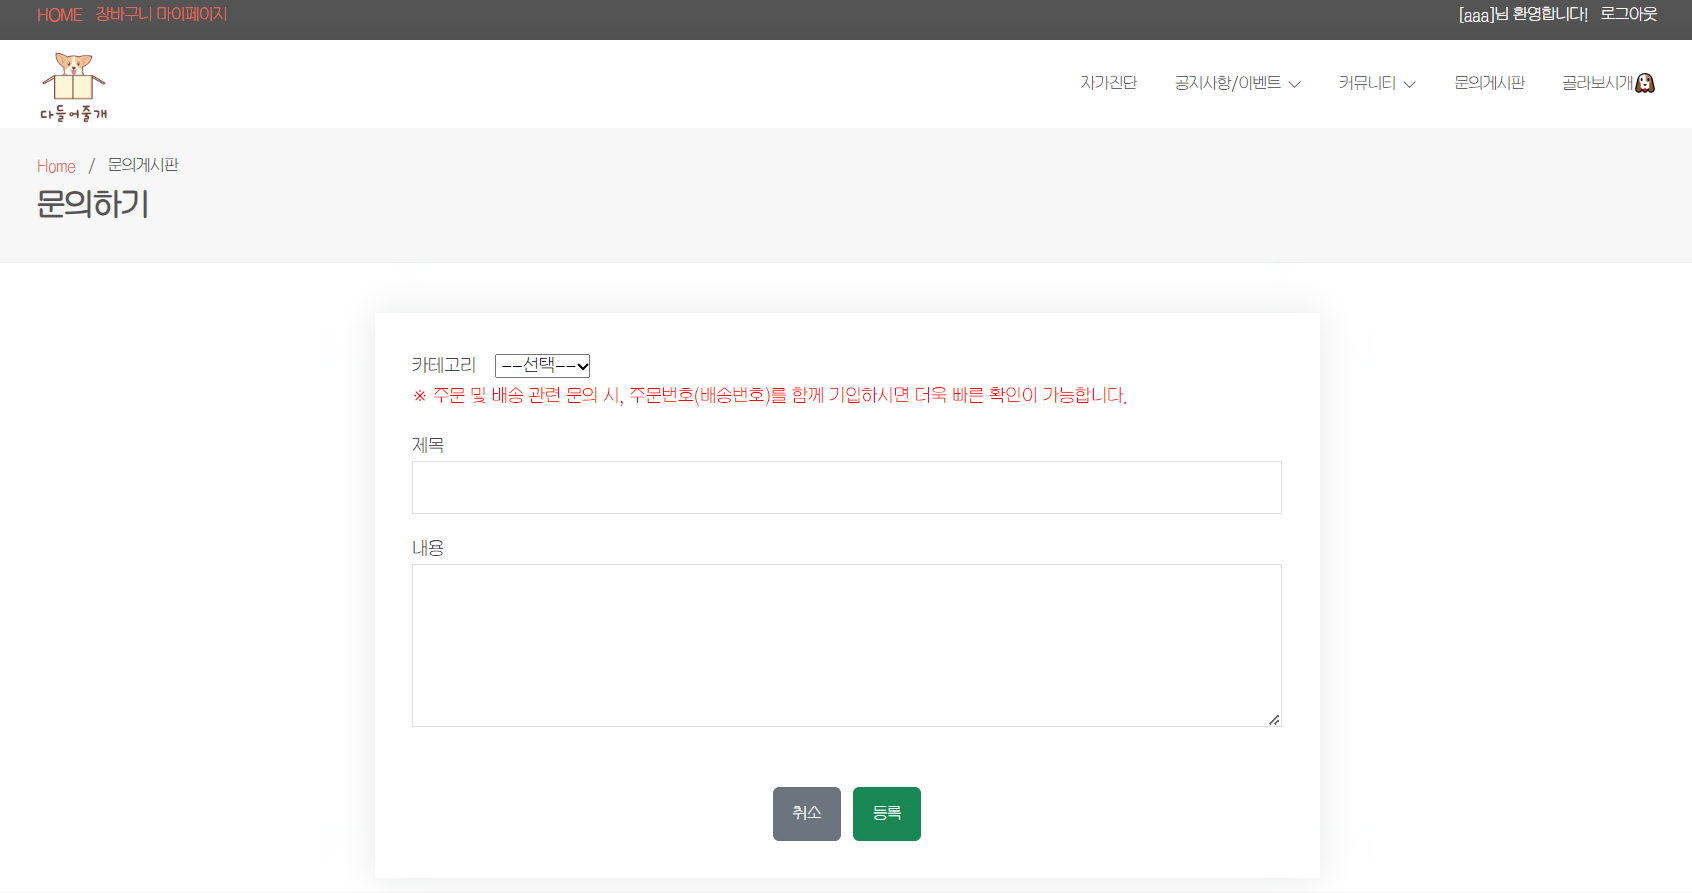 HOME 장바구니 마이페이지 [aaa]님 환영합니다! 로그아웃
다들어줄개
자가진단 공지사항/이벤트 커뮤니티 문의게시판 골라보시개
Home / 문의게시판
문의하기
카테고리 --선택--
※ 주문 및 배송 관련 문의 시, 주문번호(배송번호)를 함께 기입하시면 더욱 빠른 확인이 가능합니다.
제목
내용
취소 등록